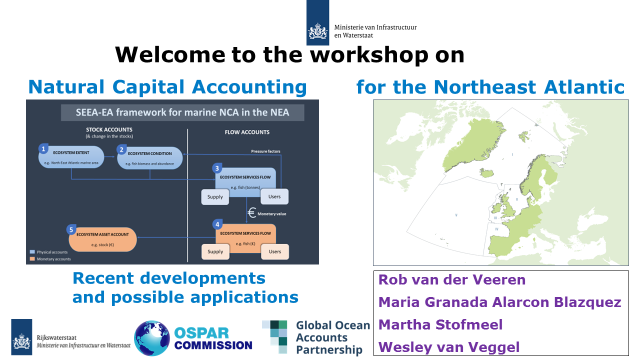 Ministerie van Infrastructuur
en Waterstaat
Welcome to the workshop on
Natural Capital Accounting
for the Northeast Atlantic
SEEA-EA framework for marine NCA in the NEA
STOCK ACCOUNTS
(& change in the stocks)
FLOW ACCOUNTS
1
ECOSYSTEM EXTENT
e.g. North East Atlantic marine area
2
ECOSYSTEM CONDITION
e.g. fish biomass and abundance
Pressure factors
3
ECOSYSTEM SERVICES FLOW
e.g. fish (tonnes)
Supply
Users
€
Monetary value
4
ECOSYSTEM SERVICES FLOW
e.g. fish (€)
Supply
Users
5
ECOSYSTEM ASSET ACCOUNT
e.g. stock (€)
Physical accounts
Monetary accounts
Recent developments
and possible applications
Rob van der Veeren
Maria Granada Alarcon Blazquez
Martha Stofmeel
Wesley van Veggel
Rijkswaterstaat
Ministerie van Infrastructuur en Waterstaat
OSPAR
COMMISSION
Global Ocean
Accounts
Partnership